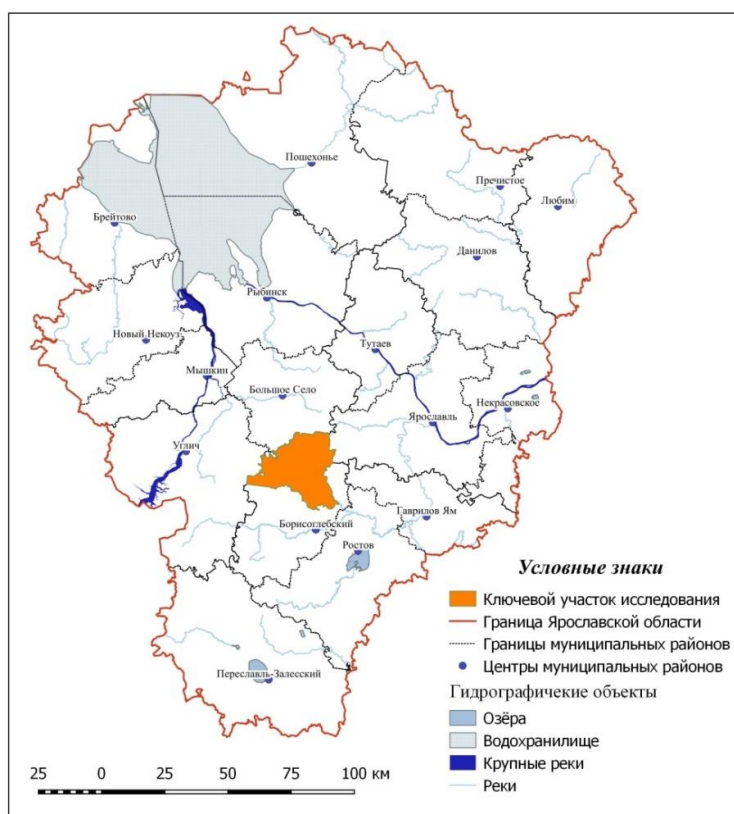 Пошехонье
Пречистое
Любим
Брейтово
Данилов
Рыбинск
Новый Некоуз
Тутаев
Мышкин
Большое Село
Некрасовское
Ярославль
Углич
Гаврилов Ям
Борисоглебский
Ростов
Переславль-Залесский
Условные знаки
Ключевой участок исследования
Граница Ярославской области
Границы муниципальных районов
Центры муниципальных районов
Гидрографичекие объекты
Озёра
Водохранилище
Крупные реки
Реки
25 0 25 50 75 100 км